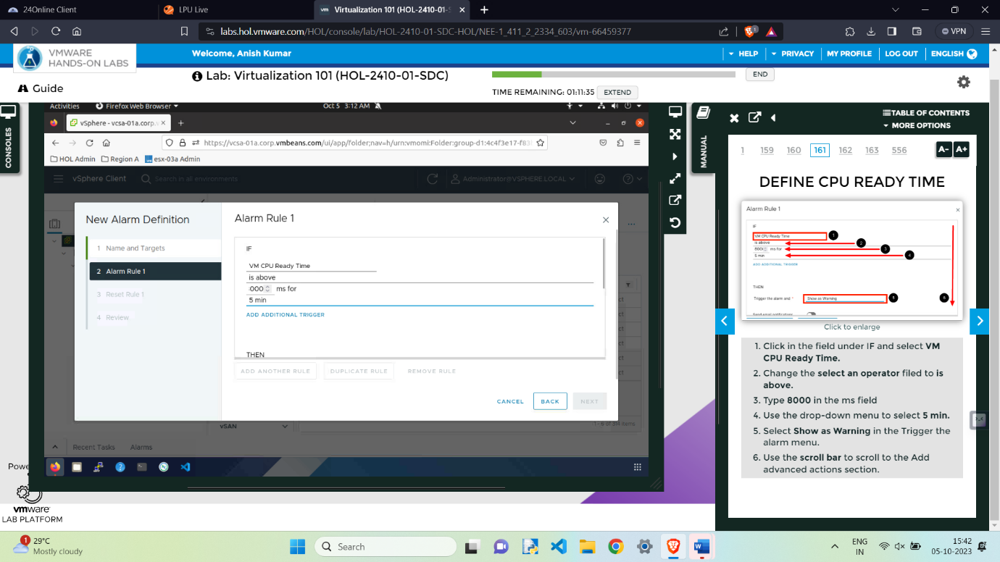 24Online Client
LPU Live
vm Virtualization 101 (HOL-2410-01-S
labs.hol.vmware.com/HOL/console/lab/HOL-2410-01-SDC-HOL/NEE-1_411_2_2334_603/vm-66459377
1
VPN
VMWARE
HANDS-ON LABS
Welcome, Anish Kumar
HELP
PRIVACY
MY PROFILE
LOG OUT
ENGLISH
Lab: Virtualization 101 (HOL-2410-01-SDC)
END
Guide
TIME REMAINING: 01:11:35
EXTEND
CONSOLES
Activities
Firefox Web Browser
Oct 5 3:12 AM
vSphere - vcsa-01a.corp.v
https://vcsa-01a.corp.vmbeans.com/ui/app/folder;nav=h/urn:vmomi:Folder:group-d1:4c4f3e17-f83
HOL Admin
Region A
esx-03a Admin
vSphere Client
Search in all environments
Administrator@VSPHERE.LOCAL
New Alarm Definition
1 Name and Targets
2 Alarm Rule 1
3 Reset Rule 1
4 Review
Alarm Rule 1
IF
VM CPU Ready Time
is above
000 ms for
5 min
ADD ADDITIONAL TRIGGER
THEN
ADD ANOTHER RULE
DUPLICATE RULE
REMOVE RULE
CANCEL
BACK
NEXT
vSAN
items
Recent Tasks
Alarms
Powe
vmware
LAB PLATFORM
MANUAL
TABLE OF CONTENTS
MORE OPTIONS
1 159 160 161 162 163 556
A- A+
DEFINE CPU READY TIME
Alarm Rule 1
IF
VM CPU Ready Time 1
is above 2
800 ms for 3
5 min 4
ADD ADDITIONAL TRIGGER
THEN
Trigger the alarm and * Show as Warning 5 6
Send email notifications
Click to enlarge
1. Click in the field under IF and select VM
CPU Ready Time.
2. Change the select an operator filed to is
above.
3. Type 8000 in the ms field
4. Use the drop-down menu to select 5 min.
5. Select Show as Warning in the Trigger the
alarm menu.
6. Use the scroll bar to scroll to the Add
advanced actions section.
1
29°C
Mostly cloudy
Search
ENG
IN
15:42
05-10-2023